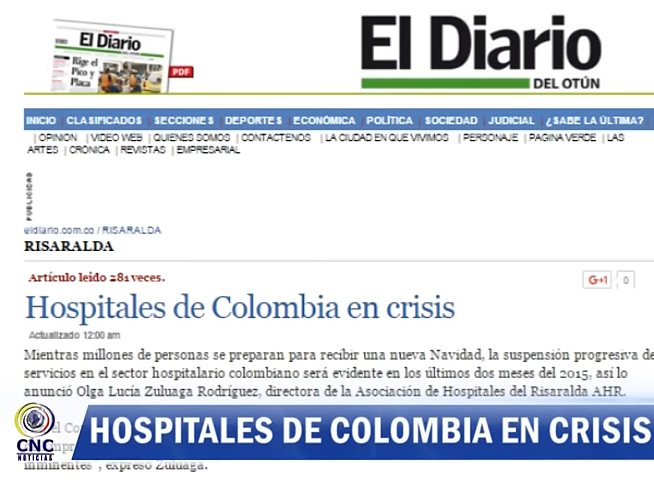 El Diario
Rige el
Pico y
Placa
PDF
El Diario
DEL OTÚN
INICIO | CLASIFICADOS | SECCIONES | DEPORTES | ECONÓMICA | POLÍTICA | SOCIEDAD | JUDICIAL | ¿SABE LA ÚLTIMA? |
| OPINION | VIDEO WEB | QUIENES SOMOS | CONTACTENOS | LA CIUDAD EN QUE VIVIMOS | PERSONAJE | PAGINA VERDE | LAS
ARTES | CRÓNICA | REVISTAS | EMPRESARIAL
PUBLICIDAD
eldiario.com.co / RISARALDA
RISARALDA
Artículo leido 281 veces.
G+1 0
Hospitales de Colombia en crisis
Actualizado 12:00 am
Mientras millones de personas se preparan para recibir una nueva Navidad, la suspensión progresiva de
servicios en el sector hospitalario colombiano será evidente en los últimos dos meses del 2015, así lo
anunció Olga Lucía Zuluaga Rodríguez, directora de la Asociación de Hospitales del Risaralda AHR.
HOSPITALES DE COLOMBIA EN CRISIS
CNC
NOTICIAS
inminentes", expresó Zuluaga.